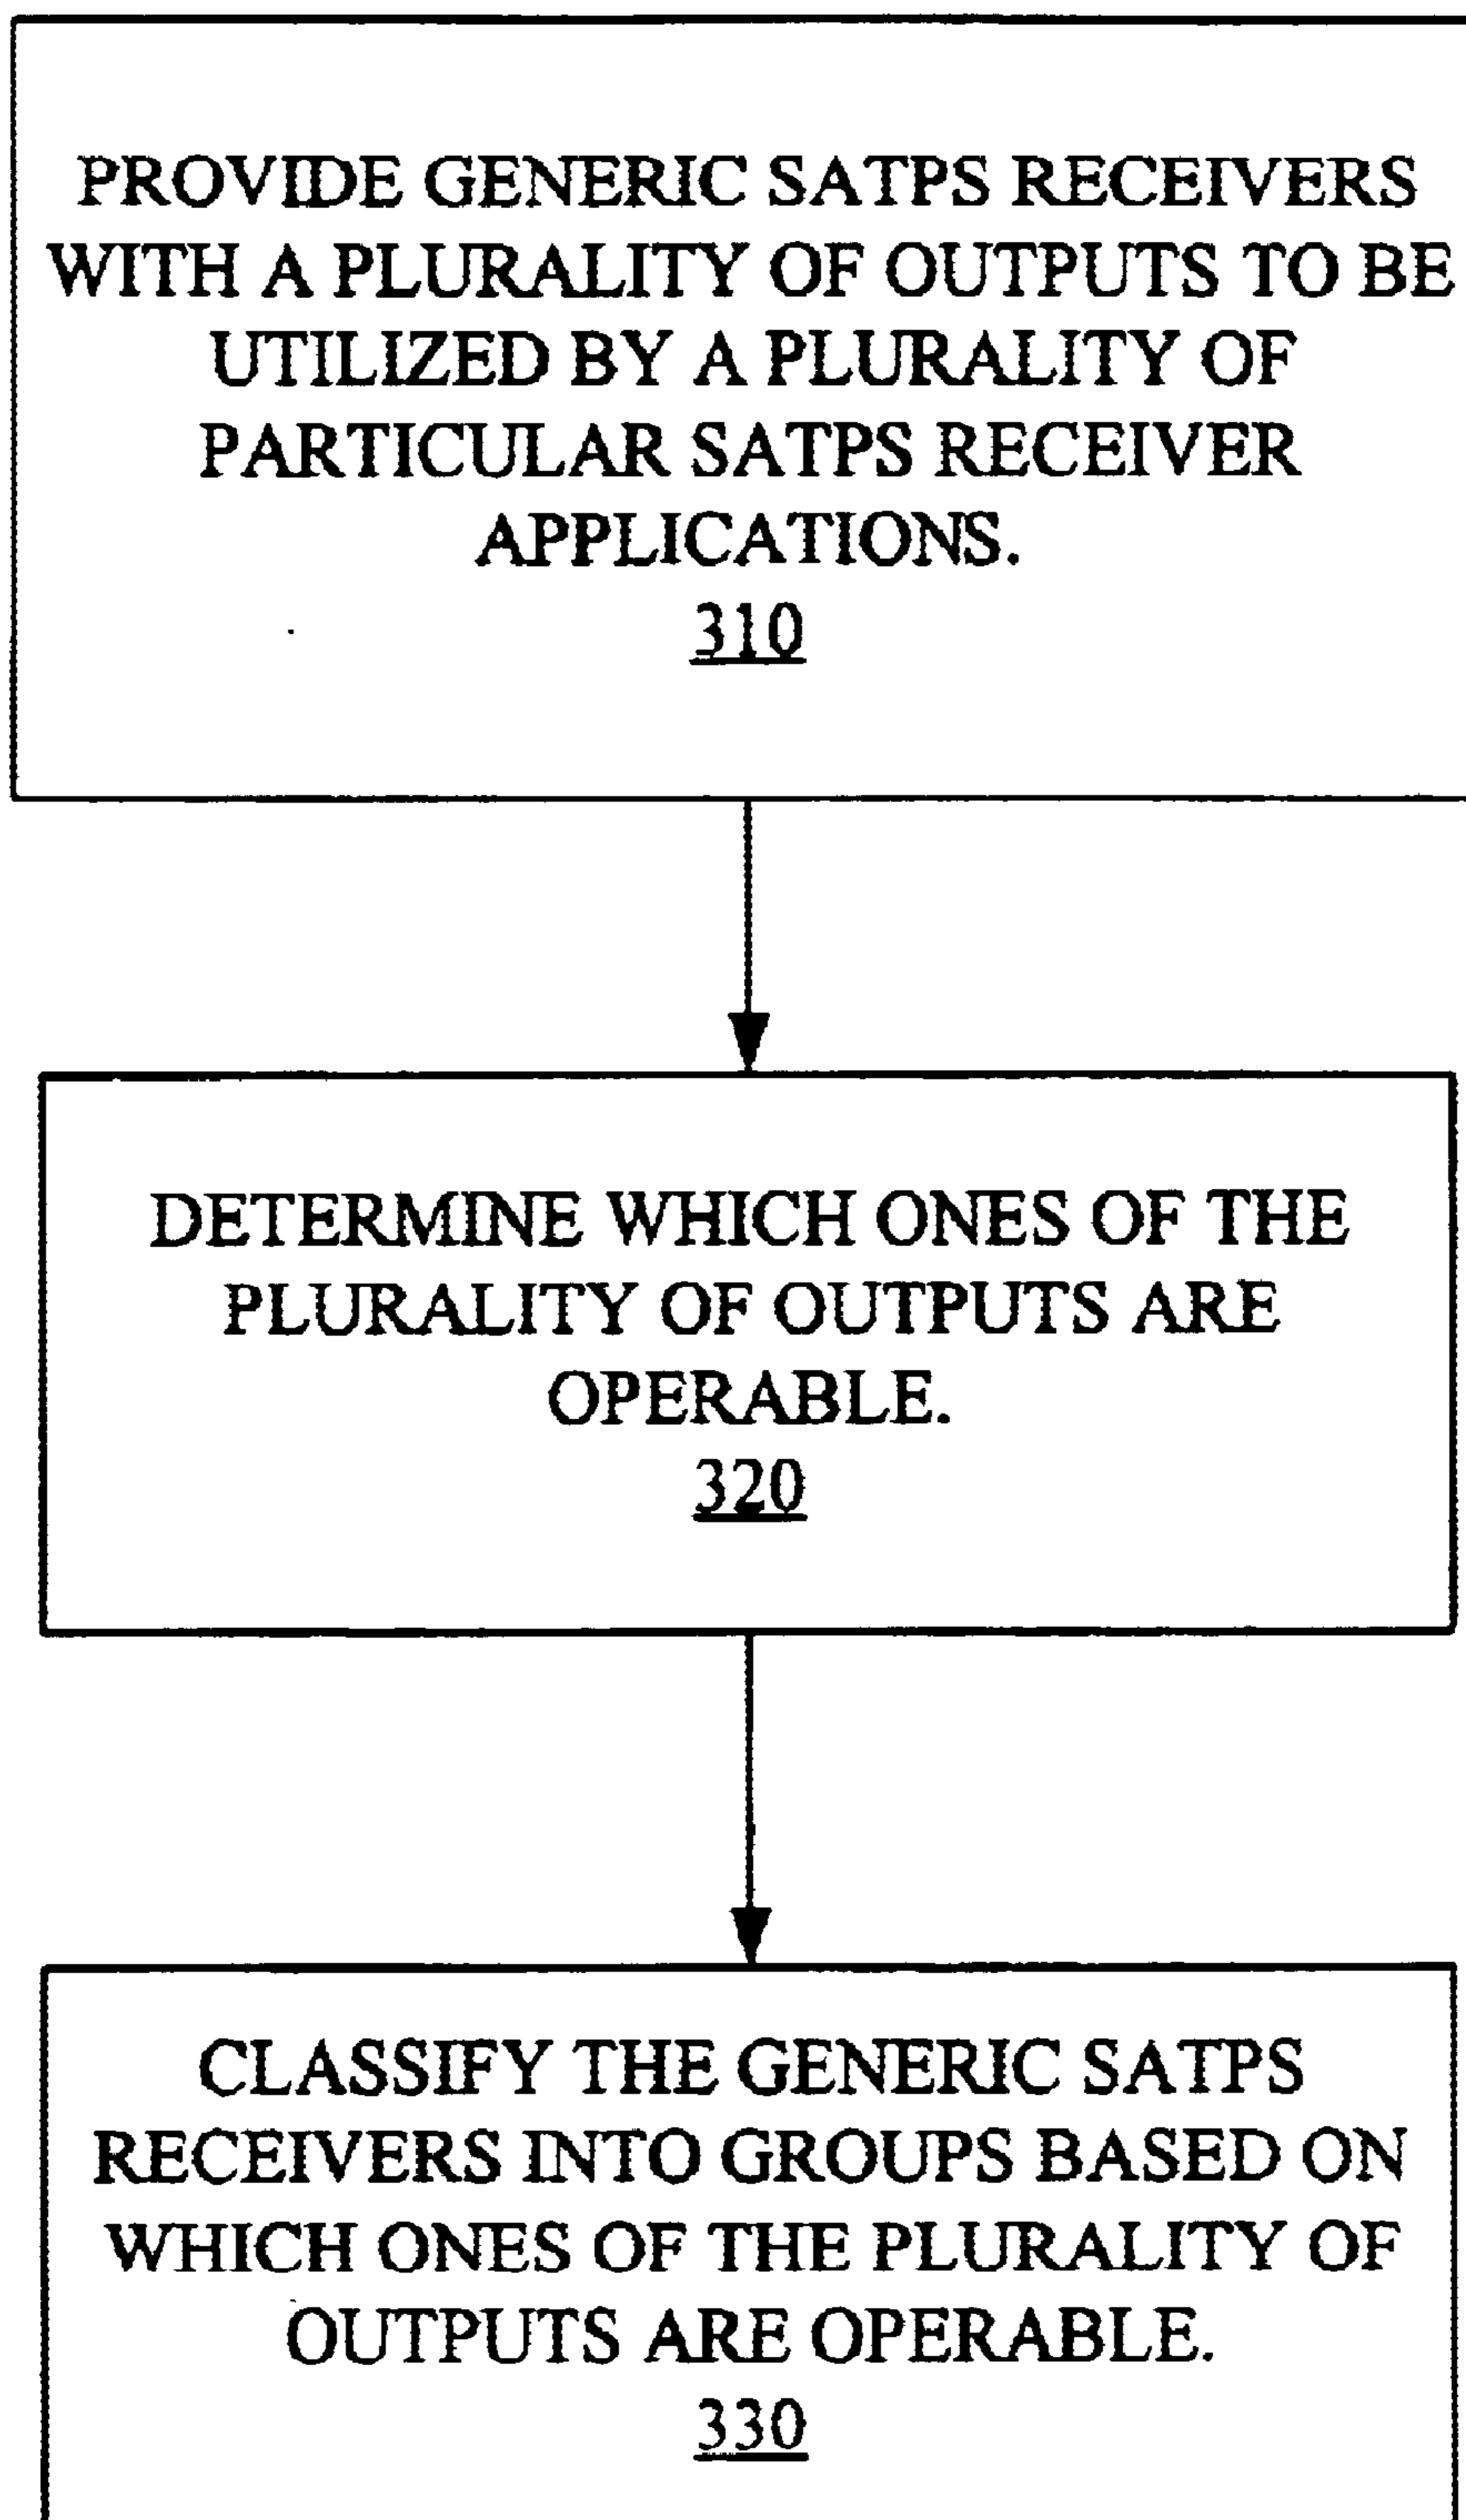 PROVIDE GENERIC SATPS RECEIVERS
WITH A PLURALITY OF OUTPUTS TO BE
UTILIZED BY A PLURALITY OF
PARTICULAR SATPS RECEIVER
APPLICATIONS.
310
DETERMINE WHICH ONES OF THE
PLURALITY OF OUTPUTS ARE
OPERABLE.
320
CLASSIFY THE GENERIC SATPS
RECEIVERS INTO GROUPS BASED ON
WHICH ONES OF THE PLURALITY OF
OUTPUTS ARE OPERABLE.
330